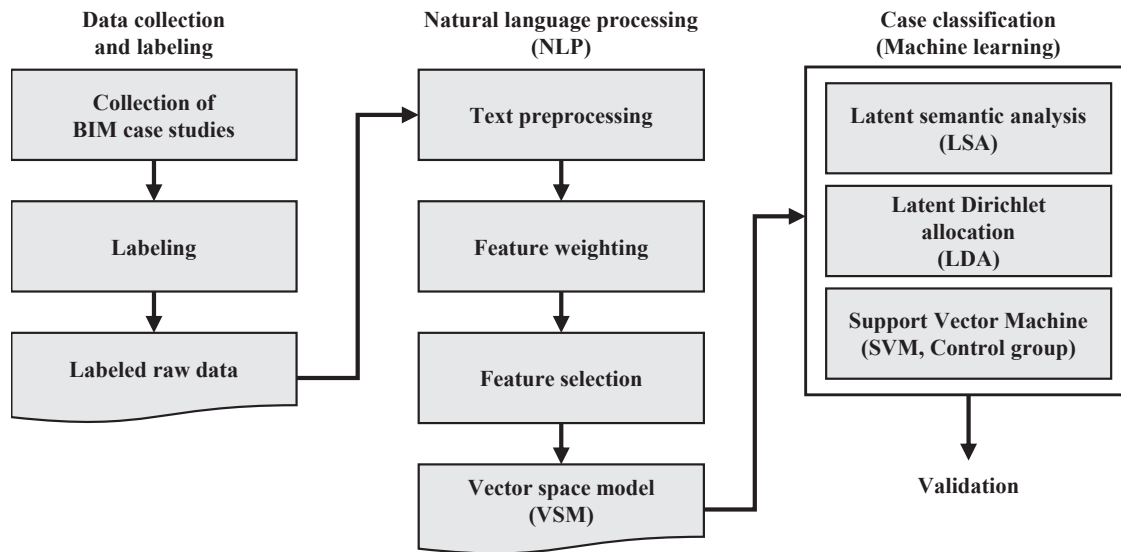 Data collection
and labeling
Collection of
BIM case studies
Labeling
Labeled raw data
Natural language processing
(NLP)
Text preprocessing
Feature weighting
Feature selection
Vector space model
(VSM)
Case classification
(Machine learning)
Latent semantic analysis
(LSA)
Latent Dirichlet
allocation
(LDA)
Support Vector Machine
(SVM, Control group)
Validation